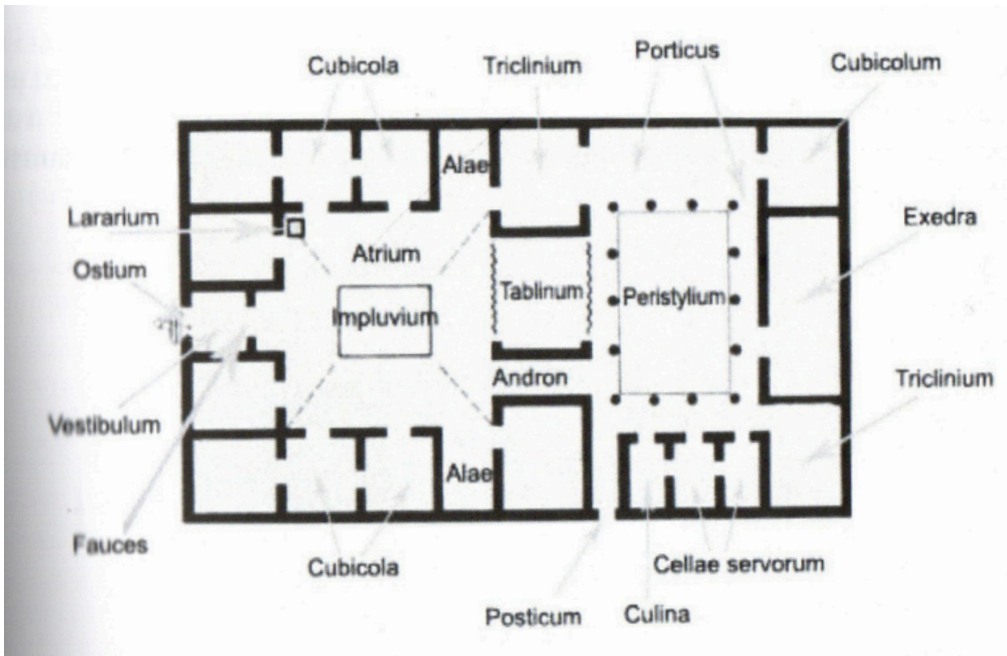 Cubicola
Triclinium
Porticus
Cubicolum
Alae
Lararium
Exedra
Ostium
Atrium
Tablinum
Peristylium
Impluvium
Andron
Triclinium
Vestibulum
Alae
Fauces
Cubicola
Cellae servorum
Posticum
Culina